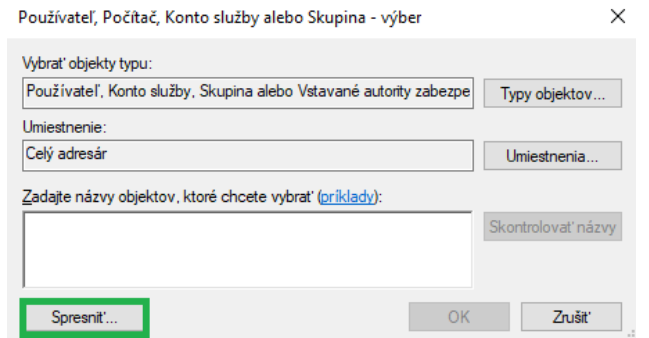 Používateľ, Počítač, Konto služby alebo Skupina - výber
Vybrať objekty typu:
Používateľ, Konto služby, Skupina alebo Vstavané autority zabezpe
Typy objektov...
Umiestnenie:
Celý adresár
Umiestnenia...
Zadajte názvy objektov, ktoré chcete vybrať (príklady):
Skontrolovať názvy
Spresniť...
OK
Zrušiť